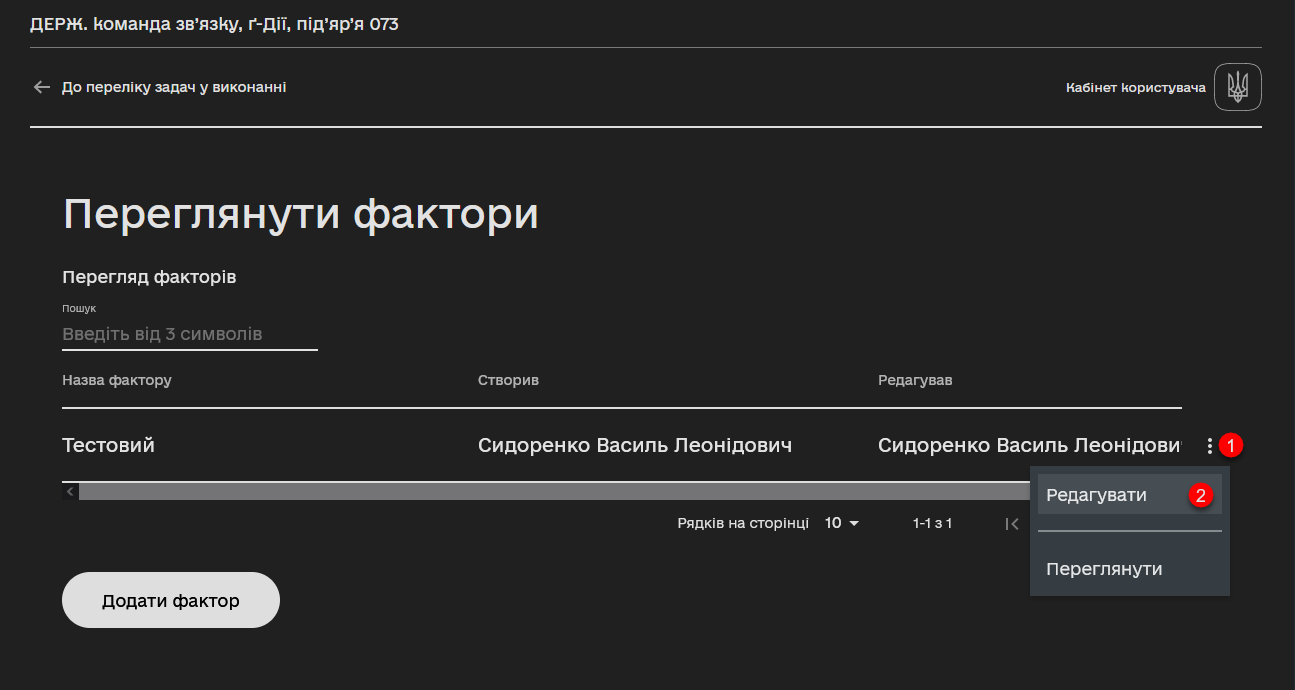 ДЕРЖ. команда зв’язку, ґ-Дії, під’яр’я 073
До переліку задач у виконанні
Кабінет користувача
Переглянути фактори
Перегляд факторів
Пошук
Введіть від 3 символів
Назва фактору Створив Редагував
Тестовий Сидоренко Василь Леонідович Сидоренко Василь Леонідови 1
Редагувати 2
Рядків на сторінці 10 1-1 з 1
Переглянути
Додати фактор